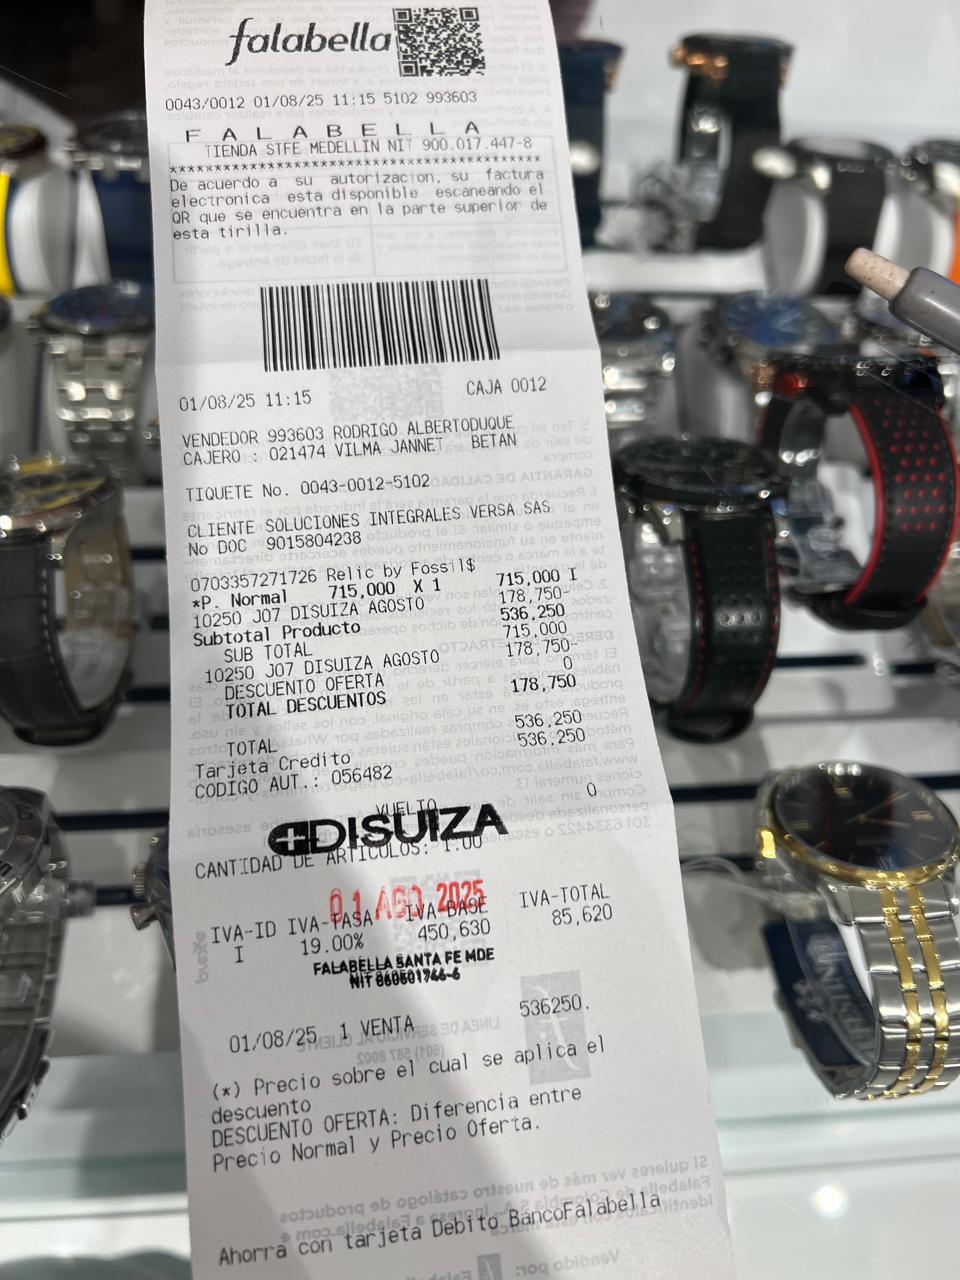 falabella
0043/0012 01/08/25 11:15 5102 993603
F A L A B E L L A
TIENDA STFE MEDELLIN NIT 900.017.447-8
******************************************
De acuerdo a su autorizacion, su factura
electronica esta disponible escaneando el
QR que se encuentra en la parte superior de
esta tirilla.
01/08/25 11:15 CAJA 0012
VENDEDOR 993603 RODRIGO ALBERTODUQUE
CAJERO : 021474 VILMA JANNET BETAN
TIQUETE No. 0043-0012-5102
CLIENTE SOLUCIONES INTEGRALES VERSA SAS
No DOC 9015804238
0703357271726 Relic by Fossil$ 715,000 I
*P. Normal 715,000 X 1
10250 J07 DISUIZA AGOSTO 178,750-
Subtotal Producto 536,250
SUB TOTAL 715,000
10250 J07 DISUIZA AGOSTO 178,750-
DESCUENTO OFERTA 0
TOTAL DESCUENTOS 178,750
TOTAL 536,250
Tarjeta Credito 536,250
CODIGO AUT.: 056482
VUELTO 0
DISUIZA
CANTIDAD DE ARTICULOS: 1.00
01 AGO 2025
IVA-ID IVA-TASA IVA BASE IVA-TOTAL
I 19.00% 450,630 85,620
FALABELLA SANTA FE MDE
NIT 860501766-6
01/08/25 1 VENTA 536250.
(*) Precio sobre el cual se aplica el
descuento
DESCUENTO OFERTA: Diferencia entre
Precio Normal y Precio Oferta.
Ahorra con tarjeta Debito BancoFalabella